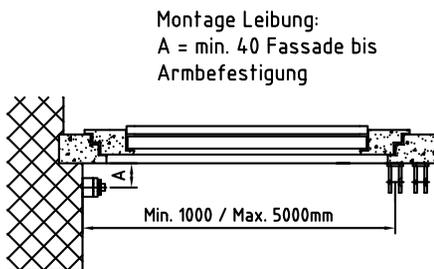 Montage Leibung:
A = min. 40 Fassade bis
Armbefestigung
A
Min. 1000 / Max. 5000mm